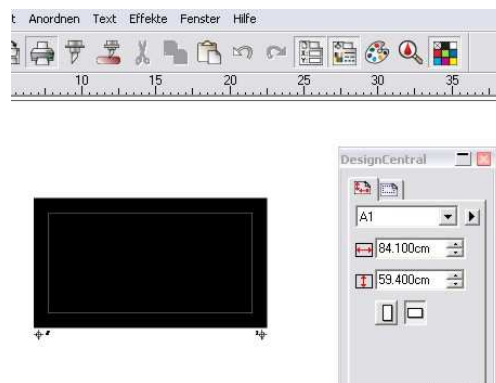 t Anordnen Text Effekte Fenster Hilfe
10 15 20 25 30 35
DesignCentral
A1
84.100cm
59.400cm